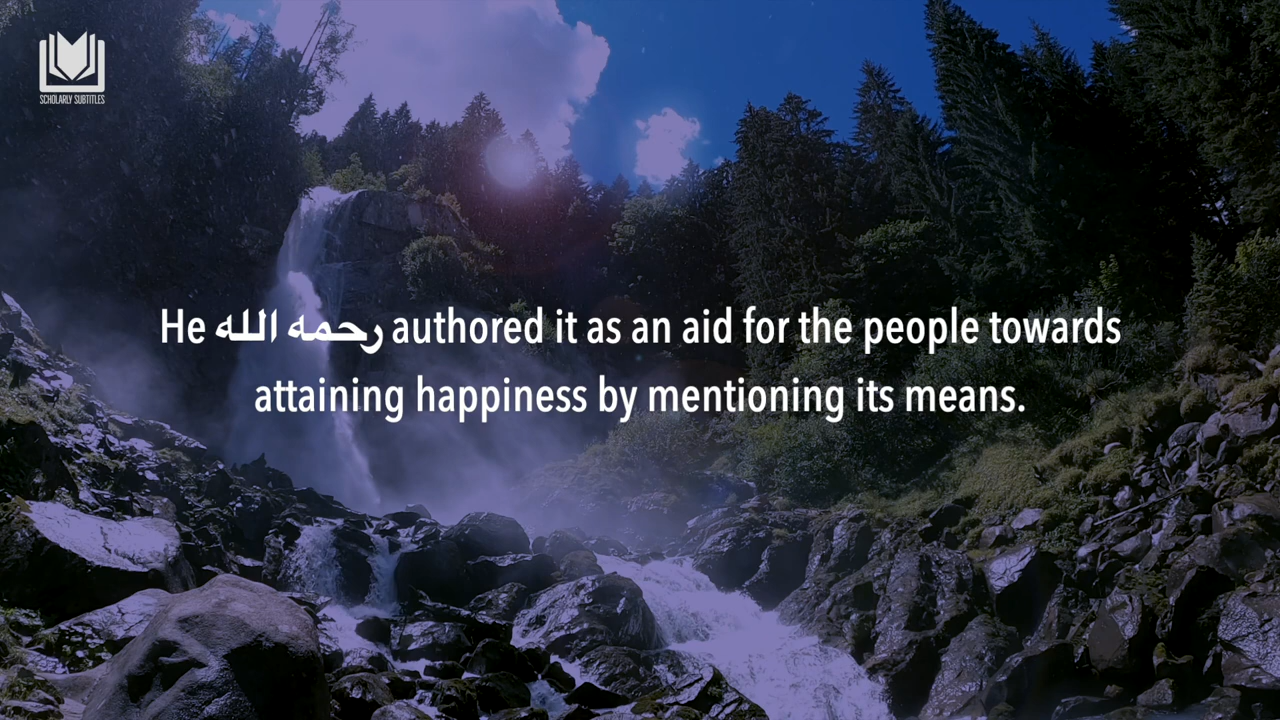 SCHOLARLY SUBTITLES
He رحمه الله authored it as an aid for the people towards
attaining happiness by mentioning its means.